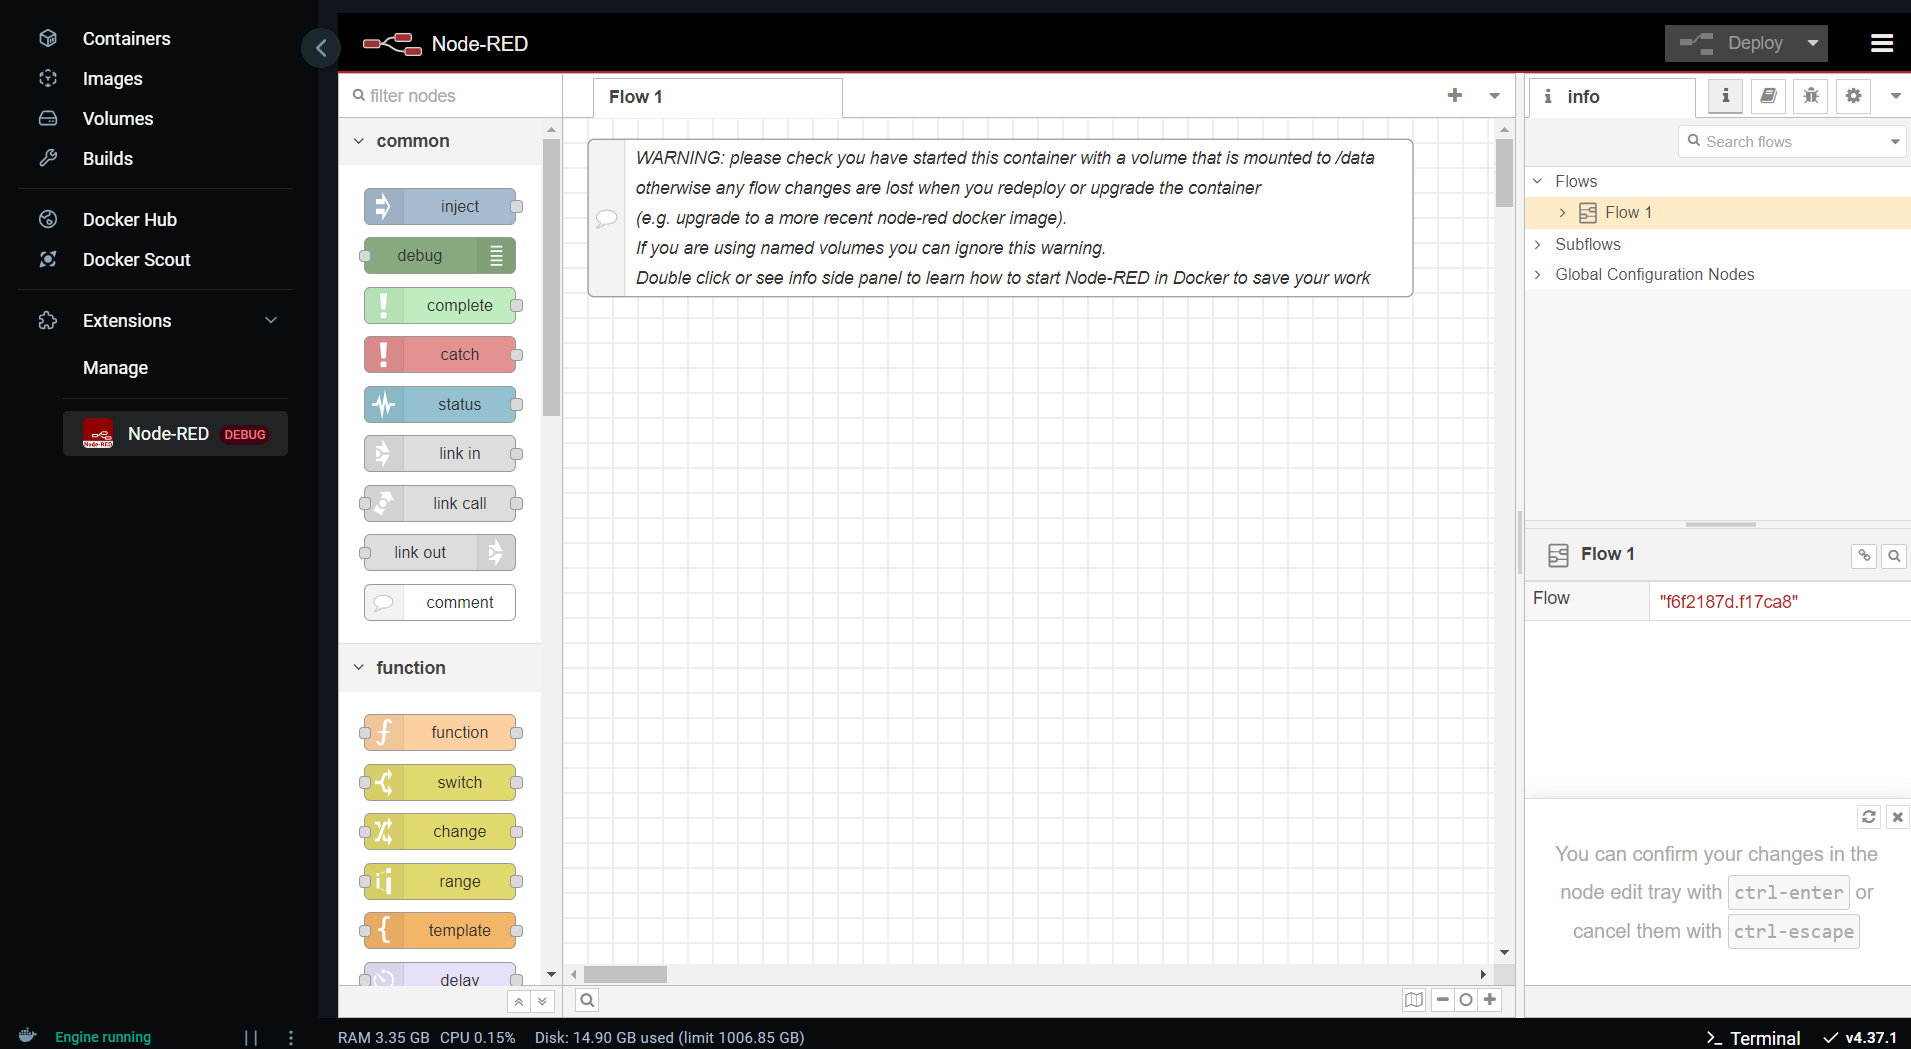 Containers
Images
Volumes
Builds
Docker Hub
Docker Scout
Extensions
Manage
Node-RED
Node-RED DEBUG
Engine running
Node-RED
Deploy
filter nodes
common
inject
debug
complete
catch
status
link in
link call
link out
comment
function
function
switch
change
range
template
delay
Flow 1
WARNING: please check you have started this container with a volume that is mounted to /data
otherwise any flow changes are lost when you redeploy or upgrade the container
(e.g. upgrade to a more recent node-red docker image).
If you are using named volumes you can ignore this warning.
Double click or see info side panel to learn how to start Node-RED in Docker to save your work
info
Search flows
Flows
Flow 1
Subflows
Global Configuration Nodes
Flow 1
Flow "f6f2187d.f17ca8"
You can confirm your changes in the
node edit tray with ctrl-enter or
cancel them with ctrl-escape
RAM 3.35 GB CPU 0.15% Disk: 14.90 GB used (limit 1006.85 GB)
Terminal
v4.37.1